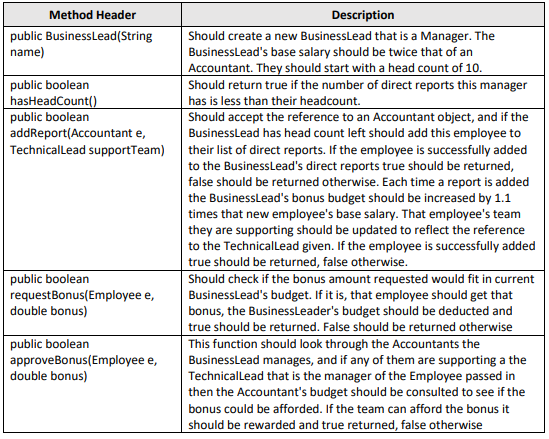 Method Header
Description
public BusinessLead(String
name)
Should create a new BusinessLead that is a Manager. The
BusinessLead's base salary should be twice that of an
Accountant. They should start with a head count of 10.
public boolean
hasHeadCount()
Should return true if the number of direct reports this manager
has is less than their headcount.
public boolean
addReport(Accountant e,
TechnicalLead supportTeam)
Should accept the reference to an Accountant object, and if the
BusinessLead has head count left should add this employee to
their list of direct reports. If the employee is successfully added
to the BusinessLead's direct reports true should be returned,
false should be returned otherwise. Each time a report is added
the BusinessLead's bonus budget should be increased by 1.1
times that new employee's base salary. That employee's team
they are supporting should be updated to reflect the reference
to the TechnicalLead given. If the employee is successfully added
true should be returned, false otherwise.
public boolean
requestBonus(Employee e,
double bonus)
Should check if the bonus amount requested would fit in current
BusinessLead's budget. If it is, that employee should get that
bonus, the BusinessLeader's budget should be deducted and
true should be returned. False should be returned otherwise
public boolean
approveBonus(Employee e,
double bonus)
This function should look through the Accountants the
BusinessLead manages, and if any of them are supporting a the
TechnicalLead that is the manager of the Employee passed in
then the Accountant's budget should be consulted to see if the
bonus could be afforded. If the team can afford the bonus it
should be rewarded and true returned, false otherwise